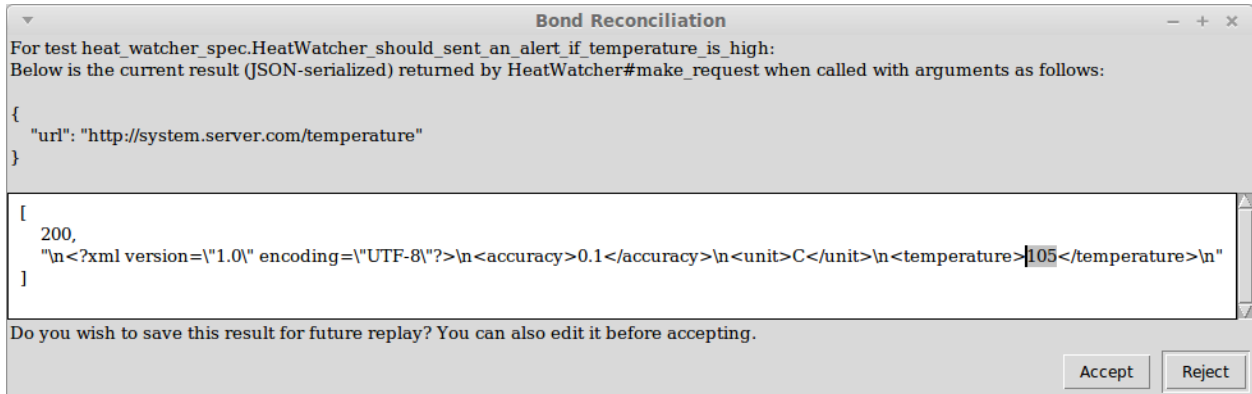 Bond Reconciliation
For test heat_watcher_spec.HeatWatcher_should_sent_an_alert_if_temperature_is_high:
Below is the current result (JSON-serialized) returned by HeatWatcher#make_request when called with arguments as follows:
{
"url": "http://system.server.com/temperature"
}
[
200,
"\n<?xml version=\"1.0\" encoding=\"UTF-8\"?>\n<accuracy>0.1</accuracy>\n<unit>C</unit>\n<temperature>105</temperature>\n"
]
Do you wish to save this result for future replay? You can also edit it before accepting.
Accept Reject